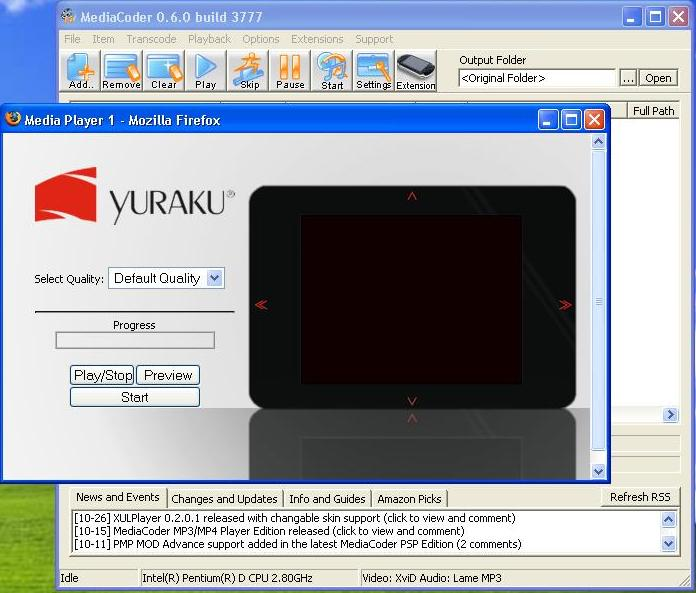 MediaCoder 0.6.0 build 3777
File Item Transcode Playback Options Extensions Support
Add.. Remove Clear Play Skip Pause Start Settings Extension
Output Folder
<Original Folder> ... Open
Full Path
Media Player 1 - Mozilla Firefox
YURAKU®
Select Quality: Default Quality
Progress
Play/Stop Preview
Start
News and Events Changes and Updates Info and Guides Amazon Picks Refresh RSS
[10-26] XULPlayer 0.2.0.1 released with changable skin support (click to view and comment)
[10-15] MediaCoder MP3/MP4 Player Edition released (click to view and comment)
[10-11] PMP MOD Advance support added in the latest MediaCoder PSP Edition (2 comments)
Idle Intel(R) Pentium(R) D CPU 2.80GHz Video: XviD Audio: Lame MP3